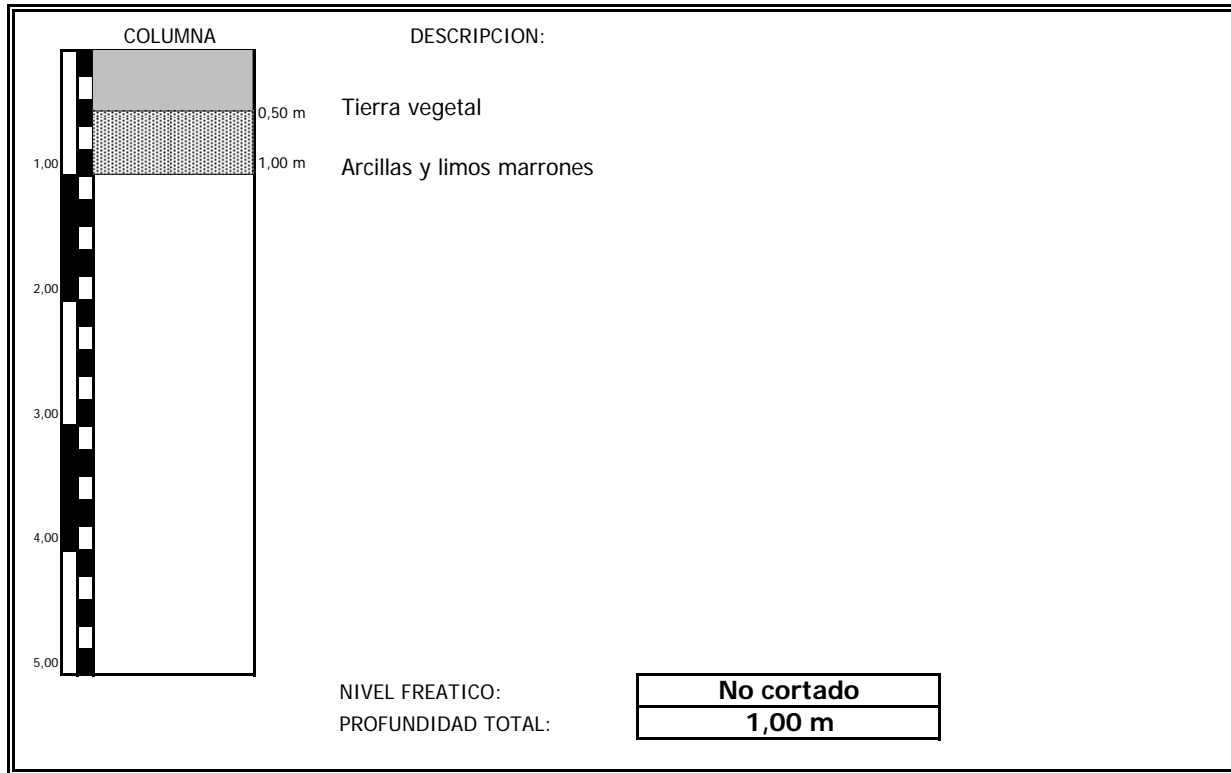 COLUMNA DESCRIPCION:
0,50 m Tierra vegetal
1,00 1,00 m Arcillas y limos marrones
2,00
3,00
4,00
5,00
NIVEL FREATICO: No cortado
PROFUNDIDAD TOTAL: 1,00 m